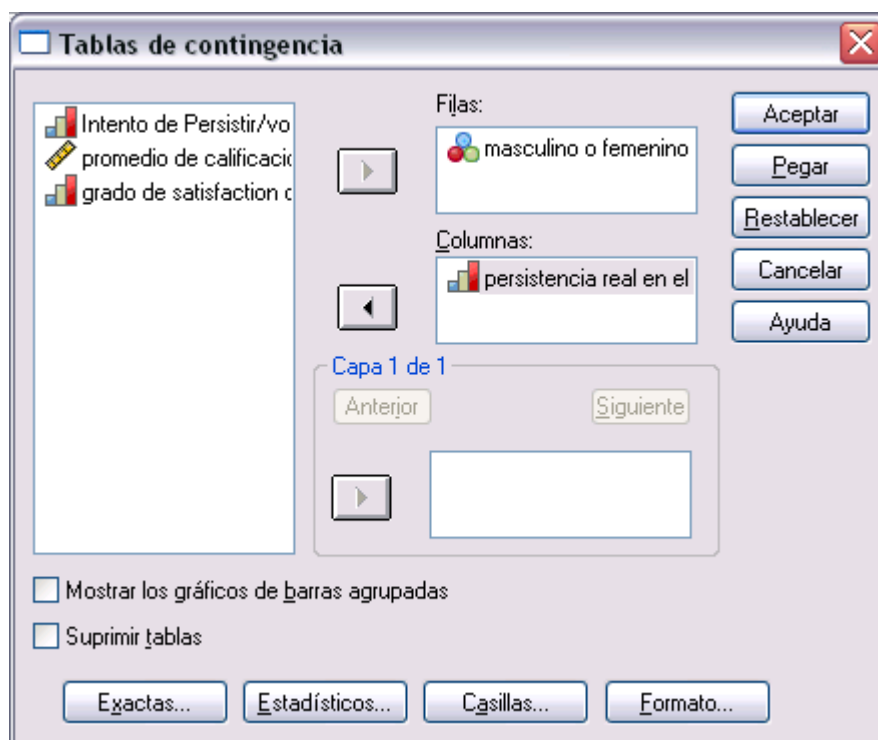 Tablas de contingencia
Intento de Persistir/vo
promedio de calificacio
grado de satisfaction c
Filas:
masculino o femenino
Columnas:
persistencia real en el
Capa 1 de 1
Anterior
Siguiente
Aceptar
Pegar
Restablecer
Cancelar
Ayuda
Mostrar los gráficos de barras agrupadas
Suprimir tablas
Exactas...
Estadísticos...
Casillas...
Formato...